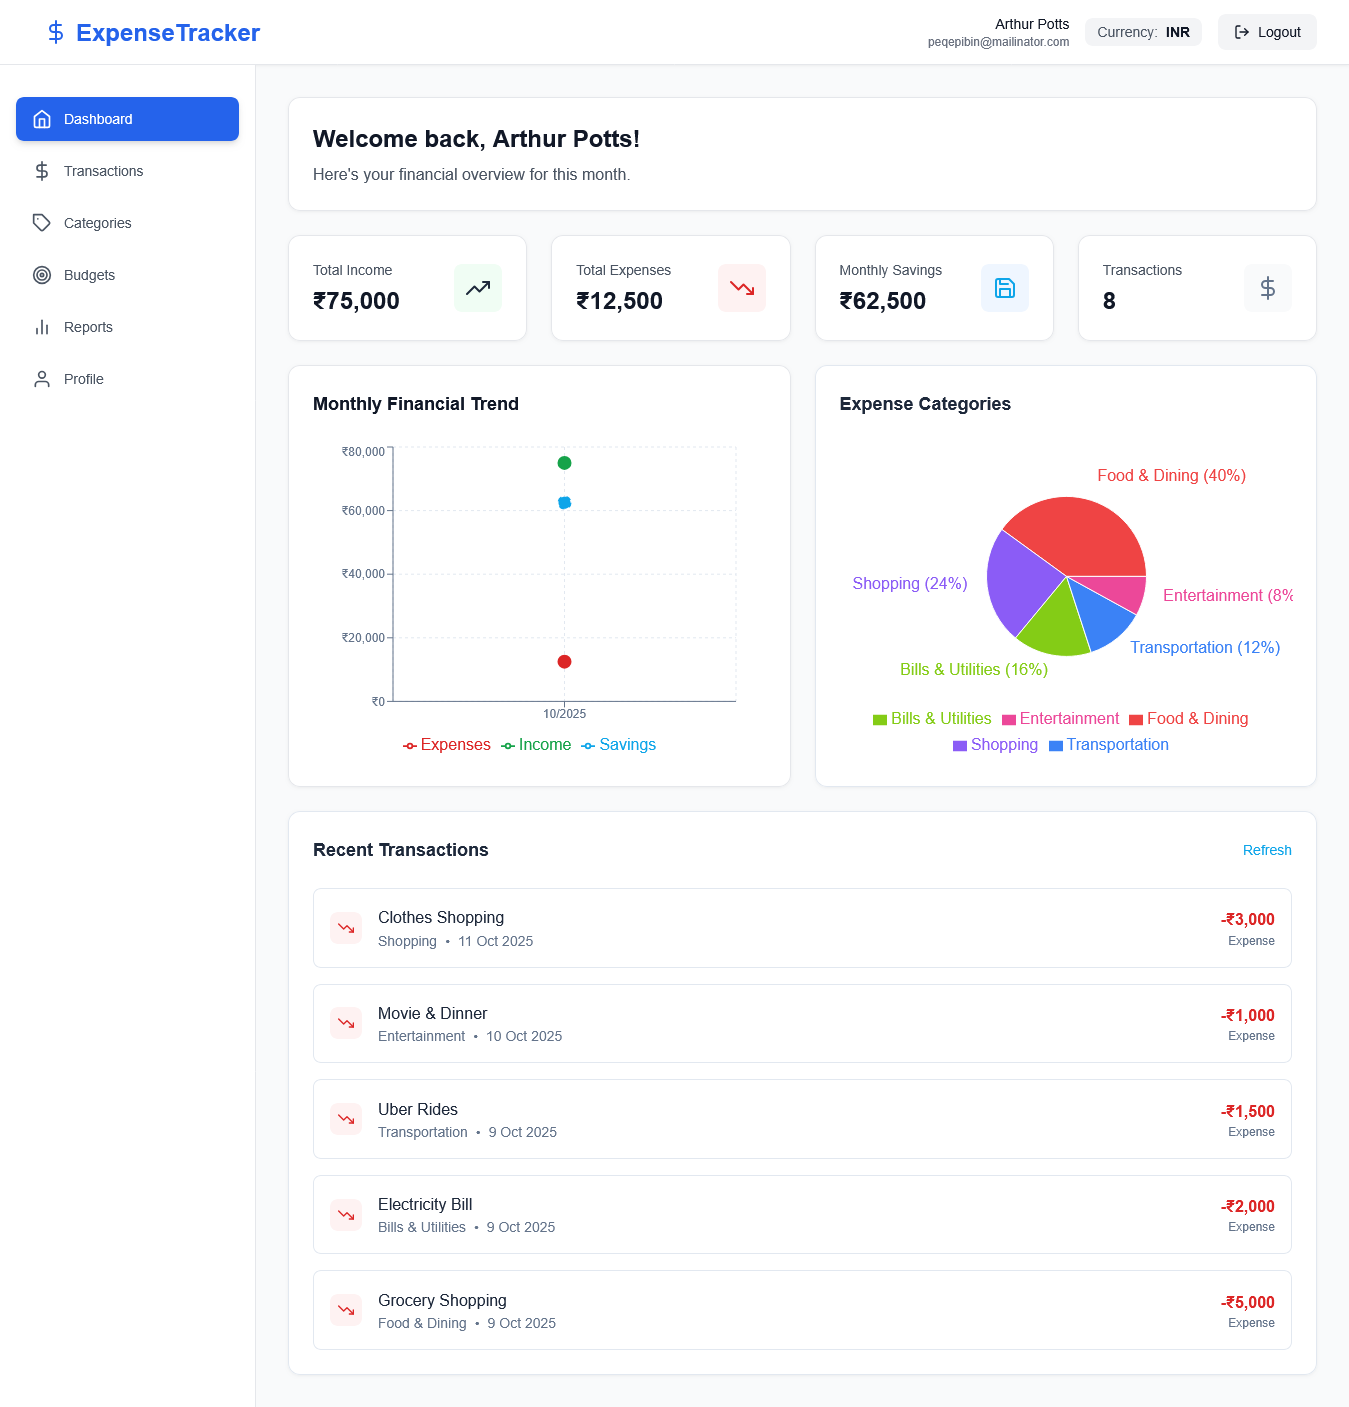 ExpenseTracker
Arthur Potts
peqepibin@mailinator.com
Currency: INR
Logout
Dashboard
Transactions
Categories
Budgets
Reports
Profile
Welcome back, Arthur Potts!
Here's your financial overview for this month.
Total Income
₹75,000
Total Expenses
₹12,500
Monthly Savings
₹62,500
Transactions
8
Monthly Financial Trend
₹80,000
₹60,000
₹40,000
₹20,000
₹0
10/2025
Expenses Income Savings
Expense Categories
Food & Dining (40%)
Shopping (24%)
Entertainment (8%
Transportation (12%)
Bills & Utilities (16%)
Bills & Utilities Entertainment Food & Dining
Shopping Transportation
Recent Transactions
Refresh
Clothes Shopping
Shopping • 11 Oct 2025
-₹3,000
Expense
Movie & Dinner
Entertainment • 10 Oct 2025
-₹1,000
Expense
Uber Rides
Transportation • 9 Oct 2025
-₹1,500
Expense
Electricity Bill
Bills & Utilities • 9 Oct 2025
-₹2,000
Expense
Grocery Shopping
Food & Dining • 9 Oct 2025
-₹5,000
Expense